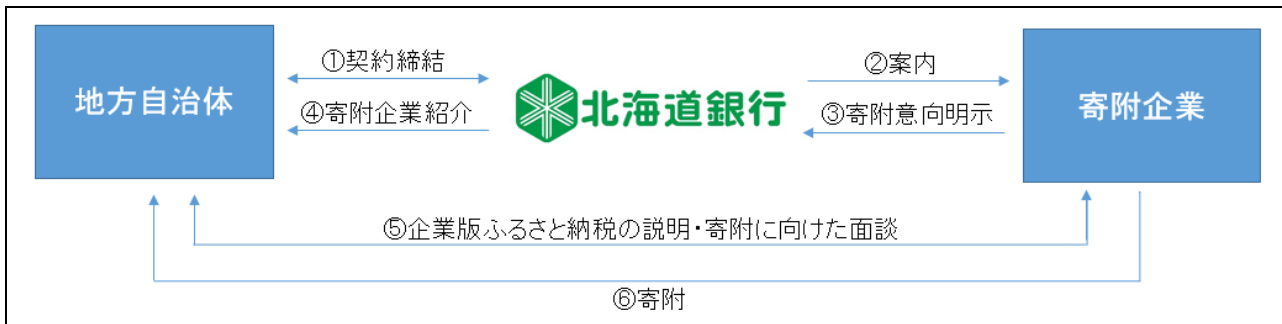 地方自治体
①契約締結
④寄附企業紹介
北海道銀行
②案内
③寄附意向明示
寄附企業
⑤企業版ふるさと納税の説明・寄附に向けた面談
⑥寄附